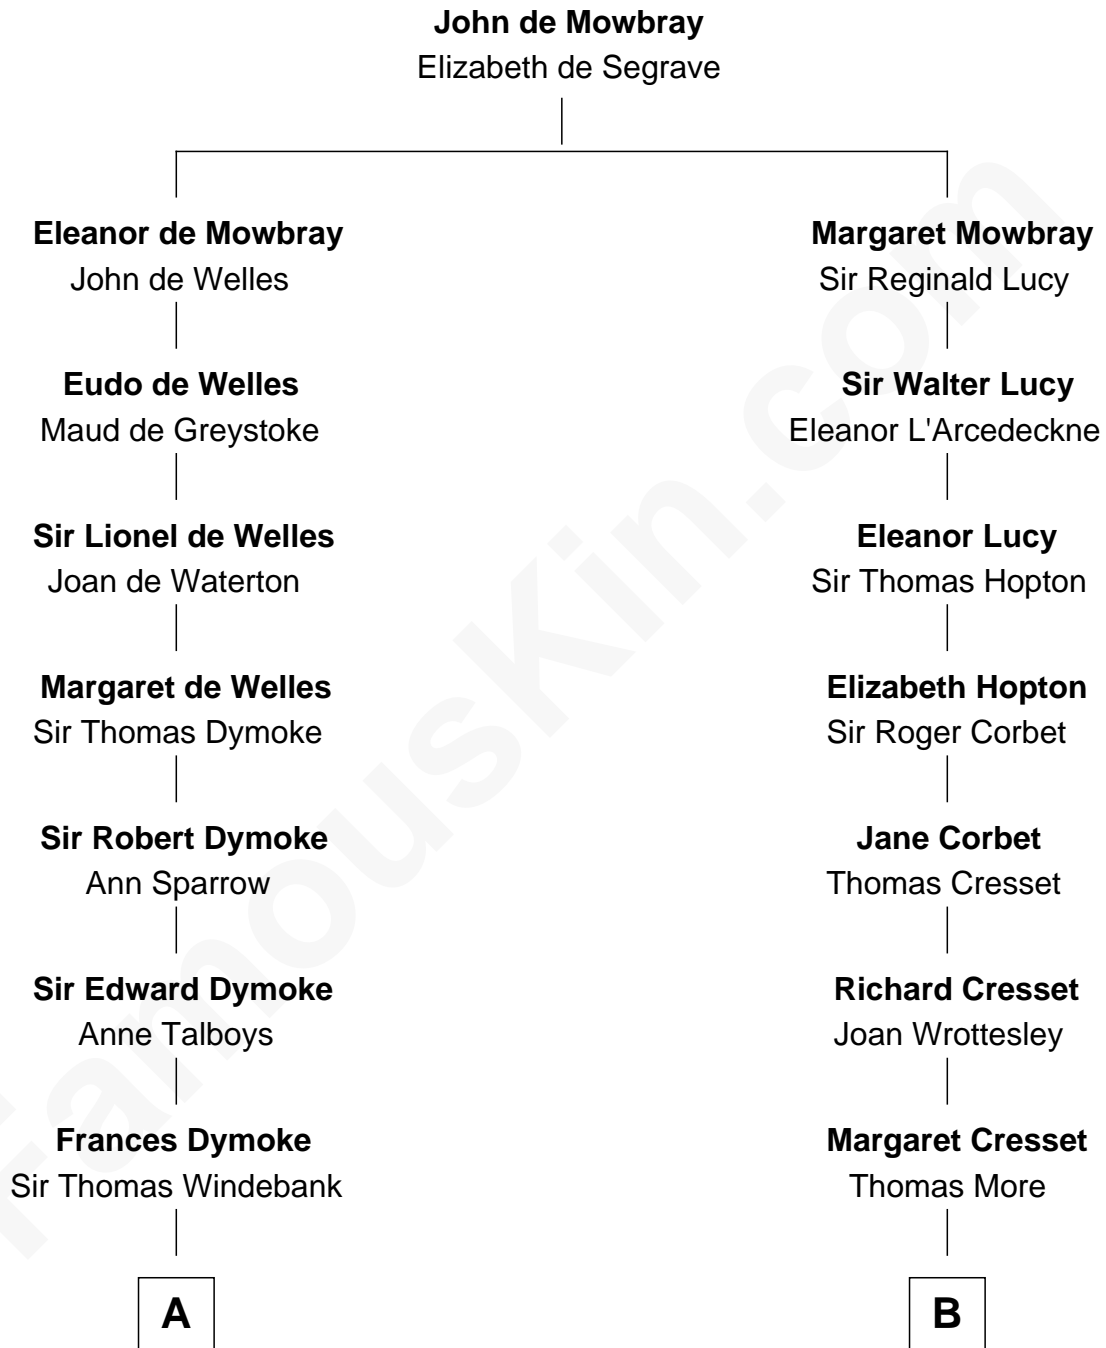 John de Mowbray
Elizabeth de Segrave
Eleanor de Mowbray
John de Welles
Margaret Mowbray
Sir Reginald Lucy
Eudo de Welles
Maud de Greystoke
Sir Walter Lucy
Eleanor L'Arcedeckne
Sir Lionel de Welles
Joan de Waterton
Eleanor Lucy
Sir Thomas Hopton
Margaret de Welles
Sir Thomas Dymoke
Elizabeth Hopton
Sir Roger Corbet
Sir Robert Dymoke
Ann Sparrow
Jane Corbet
Thomas Cresset
Sir Edward Dymoke
Anne Talboys
Richard Cresset
Joan Wrottesley
Frances Dymoke
Sir Thomas Windebank
Margaret Cresset
Thomas More
A
B
FamousKin.com